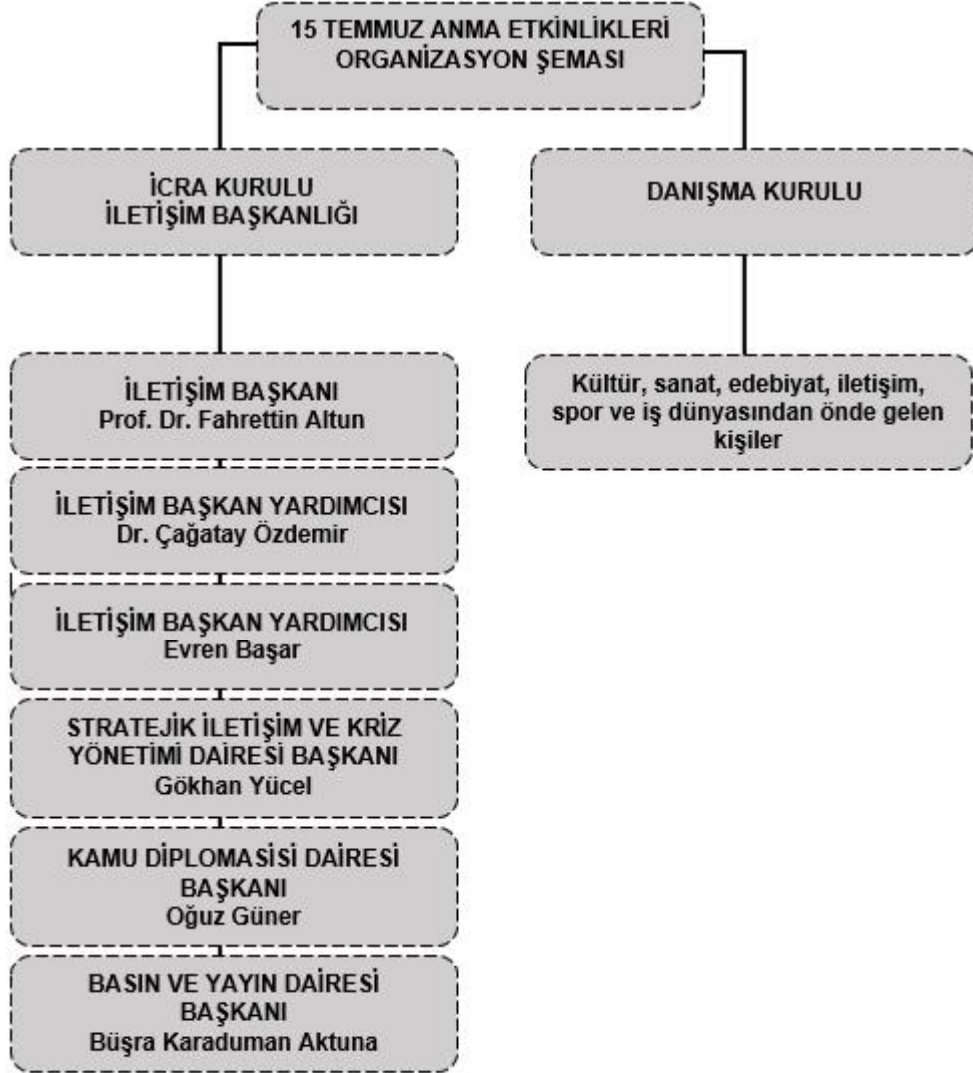 15 TEMMUZ ANMA ETKİNLİKLERİ
ORGANİZASYON ŞEMASI
İCRA KURULU
İLETİŞİM BAŞKANLIĞI
DANIŞMA KURULU
İLETİŞİM BAŞKANI
Prof. Dr. Fahrettin Altun
Kültür, sanat, edebiyat, iletişim,
spor ve iş dünyasından önde gelen
kişiler
İLETİŞİM BAŞKAN YARDIMCISI
Dr. Çağatay Özdemir
İLETİŞİM BAŞKAN YARDIMCISI
Evren Başar
STRATEJİK İLETİŞİM VE KRİZ
YÖNETİMİ DAİRESİ BAŞKANI
Gökhan Yücel
KAMU DİPLOMASİSİ DAİRESİ
BAŞKANI
Oğuz Güner
BASIN VE YAYIN DAİRESİ
BAŞKANI
Büşra Karaduman Aktuna